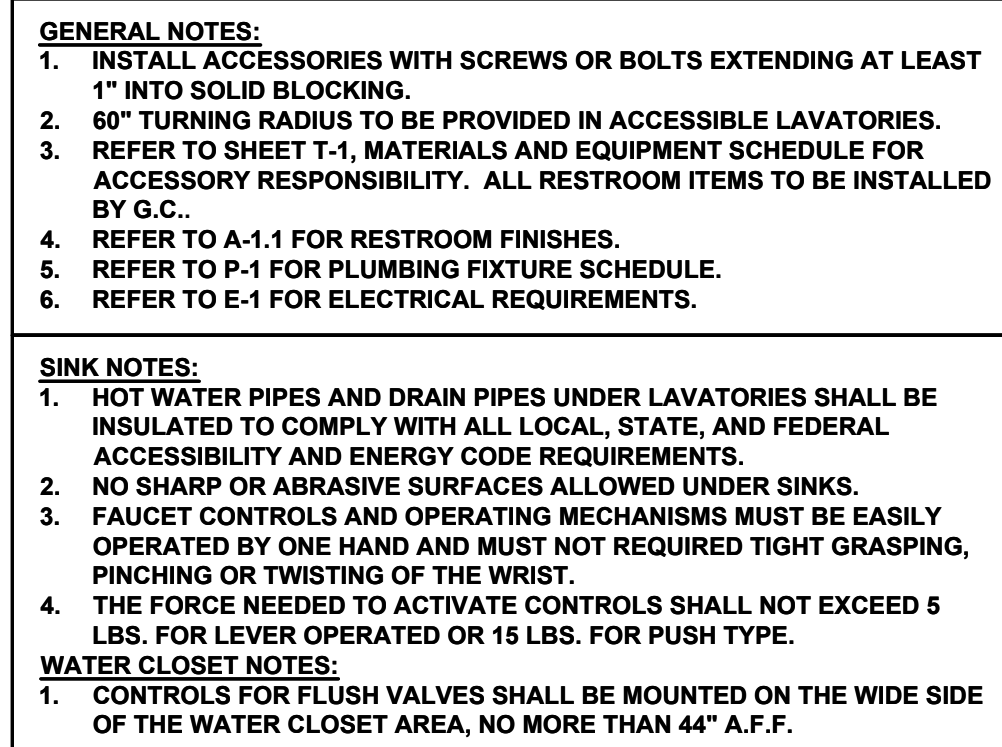 GENERAL NOTES:
1. INSTALL ACCESSORIES WITH SCREWS OR BOLTS EXTENDING AT LEAST
1" INTO SOLID BLOCKING.
2. 60" TURNING RADIUS TO BE PROVIDED IN ACCESSIBLE LAVATORIES.
3. REFER TO SHEET T-1, MATERIALS AND EQUIPMENT SCHEDULE FOR
ACCESSORY RESPONSIBILITY. ALL RESTROOM ITEMS TO BE INSTALLED
BY G.C..
4. REFER TO A-1.1 FOR RESTROOM FINISHES.
5. REFER TO P-1 FOR PLUMBING FIXTURE SCHEDULE.
6. REFER TO E-1 FOR ELECTRICAL REQUIREMENTS.
SINK NOTES:
1. HOT WATER PIPES AND DRAIN PIPES UNDER LAVATORIES SHALL BE
INSULATED TO COMPLY WITH ALL LOCAL, STATE, AND FEDERAL
ACCESSIBILITY AND ENERGY CODE REQUIREMENTS.
2. NO SHARP OR ABRASIVE SURFACES ALLOWED UNDER SINKS.
3. FAUCET CONTROLS AND OPERATING MECHANISMS MUST BE EASILY
OPERATED BY ONE HAND AND MUST NOT REQUIRED TIGHT GRASPING,
PINCHING OR TWISTING OF THE WRIST.
4. THE FORCE NEEDED TO ACTIVATE CONTROLS SHALL NOT EXCEED 5
LBS. FOR LEVER OPERATED OR 15 LBS. FOR PUSH TYPE.
WATER CLOSET NOTES:
1. CONTROLS FOR FLUSH VALVES SHALL BE MOUNTED ON THE WIDE SIDE
OF THE WATER CLOSET AREA, NO MORE THAN 44" A.F.F.